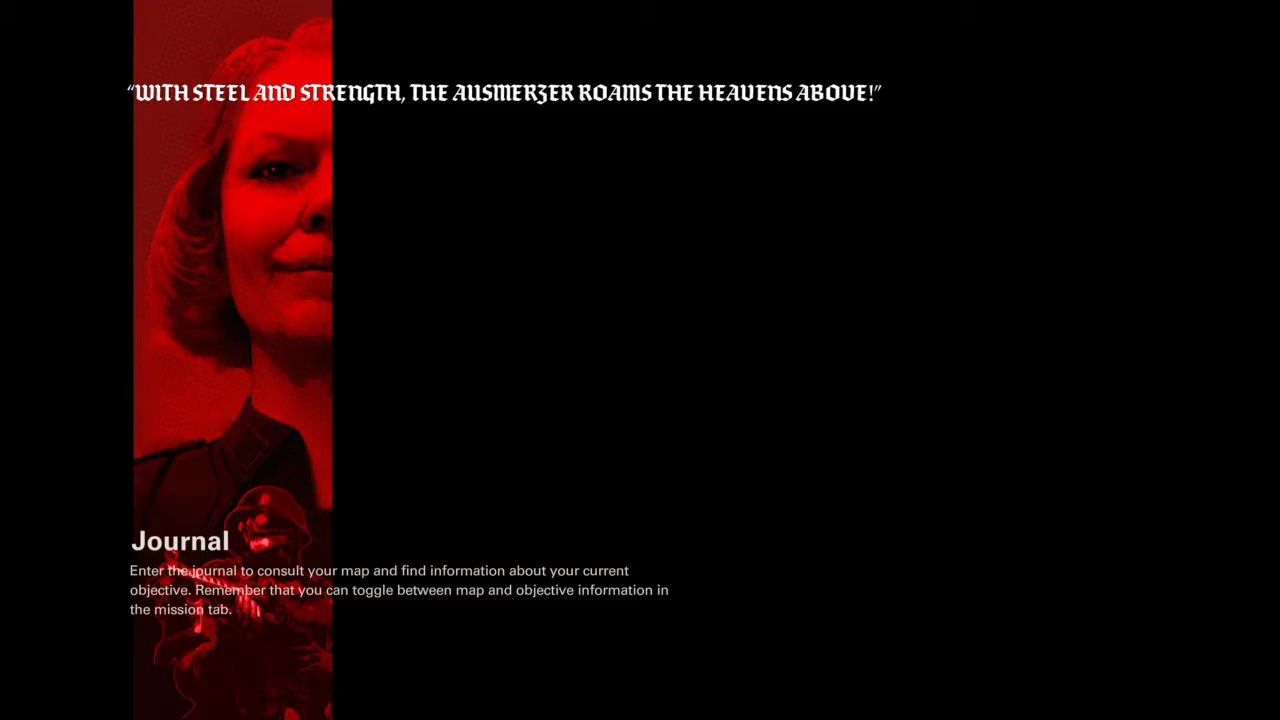 “WITH STEEL AND STRENGTH, THE AUSMERZER ROAMS THE HEAVENS ABOVE!”
Journal
Enter the journal to consult your map and find information about your current
objective. Remember that you can toggle between map and objective information in
the mission tab.